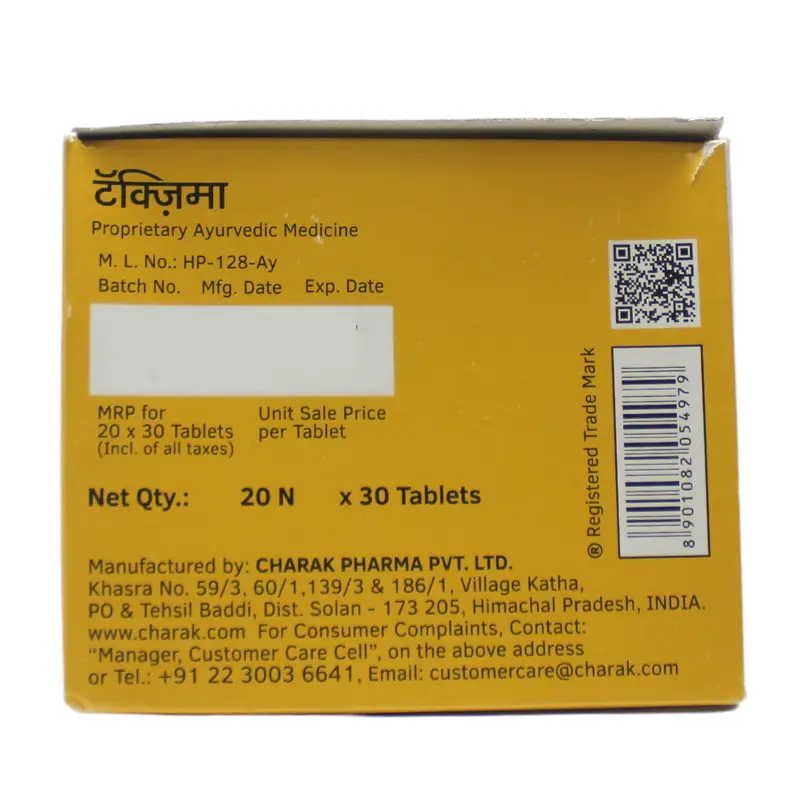 टॅक्ज़िमा
Proprietary Ayurvedic Medicine
M. L. No.: HP-128-Ay
Batch No. Mfg. Date Exp. Date
MRP for Unit Sale Price
20 x 30 Tablets per Tablet
(Incl. of all taxes)
Net Qty.: 20 N x 30 Tablets
® Registered Trade Mark
8 901082 054979
Manufactured by: CHARAK PHARMA PVT. LTD.
Khasra No. 59/3, 60/1,139/3 & 186/1, Village Katha,
PO & Tehsil Baddi, Dist. Solan - 173 205, Himachal Pradesh, INDIA.
www.charak.com For Consumer Complaints, Contact:
“Manager, Customer Care Cell”, on the above address
or Tel.: +91 22 3003 6641, Email: customercare@charak.com